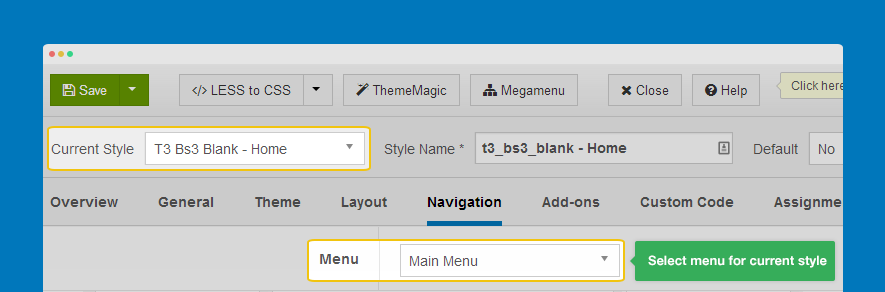 Save LESS to CSS ThemeMagic Megamenu Close Help Click here
Current Style T3 Bs3 Blank - Home Style Name * t3_bs3_blank - Home Default No
Overview General Theme Layout Navigation Add-ons Custom Code Assignme
Menu Main Menu Select menu for current style